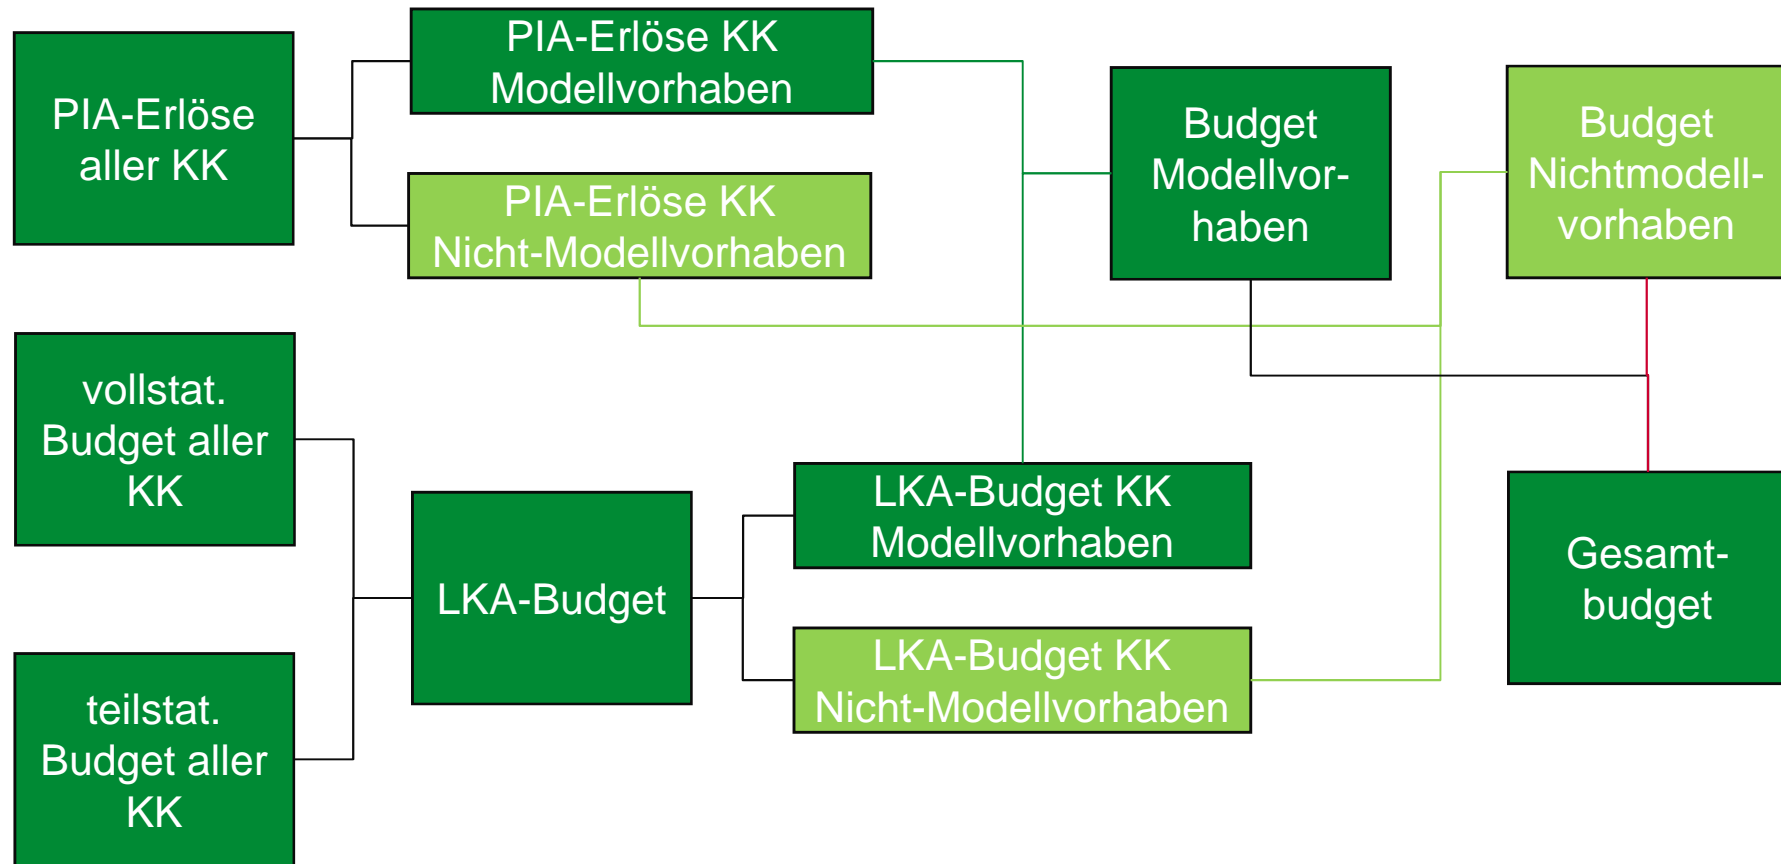 PIA-Erlöse
aller KK
PIA-Erlöse KK
Modellvorhaben
PIA-Erlöse KK
Nicht-Modellvorhaben
Budget
Modellvor-
haben
Budget
Nichtmodell-
vorhaben
vollstat.
Budget aller
KK
teilstat.
Budget aller
KK
LKA-Budget
LKA-Budget KK
Modellvorhaben
LKA-Budget KK
Nicht-Modellvorhaben
Gesamt-
budget